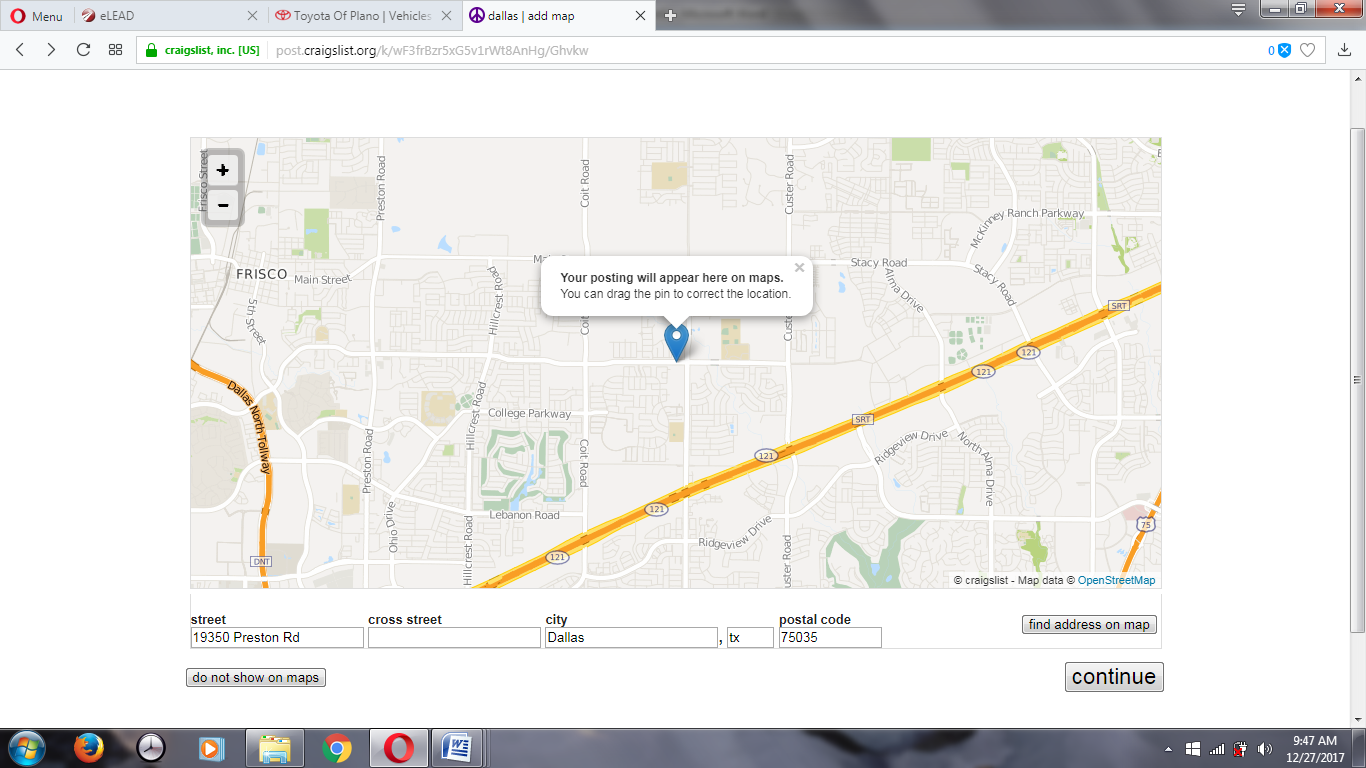 Menu
eLEAD
Toyota Of Plano | Vehicles
dallas | add map
craigslist, inc. [US]
post.craigslist.org/k/wF3frBzr5xG5v1rWt8AnHg/Ghvkw
0
+
−
Frisco Street
Preston Road
Coit Road
Custer Road
McKinney Ranch Parkway
FRISCO
Main Street
Stacy Road
Stacy Road
Alma Drive
Your posting will appear here on maps.
You can drag the pin to correct the location.
5th Street
Hillcrest Road
SRT
121
121
Dallas North Tollway
College Parkway
Hillcrest Road
SRT
Preston Road
Coit Road
121
Ridgeview Drive
North Alma Drive
Lebanon Road
121
Ohio Drive
Hillcrest Road
Ridgeview Drive
Custer Road
75
DNT
121
© craigslist - Map data © OpenStreetMap
street cross street city postal code
19350 Preston Rd Dallas , tx 75035
find address on map
do not show on maps
continue
9:47 AM
12/27/2017